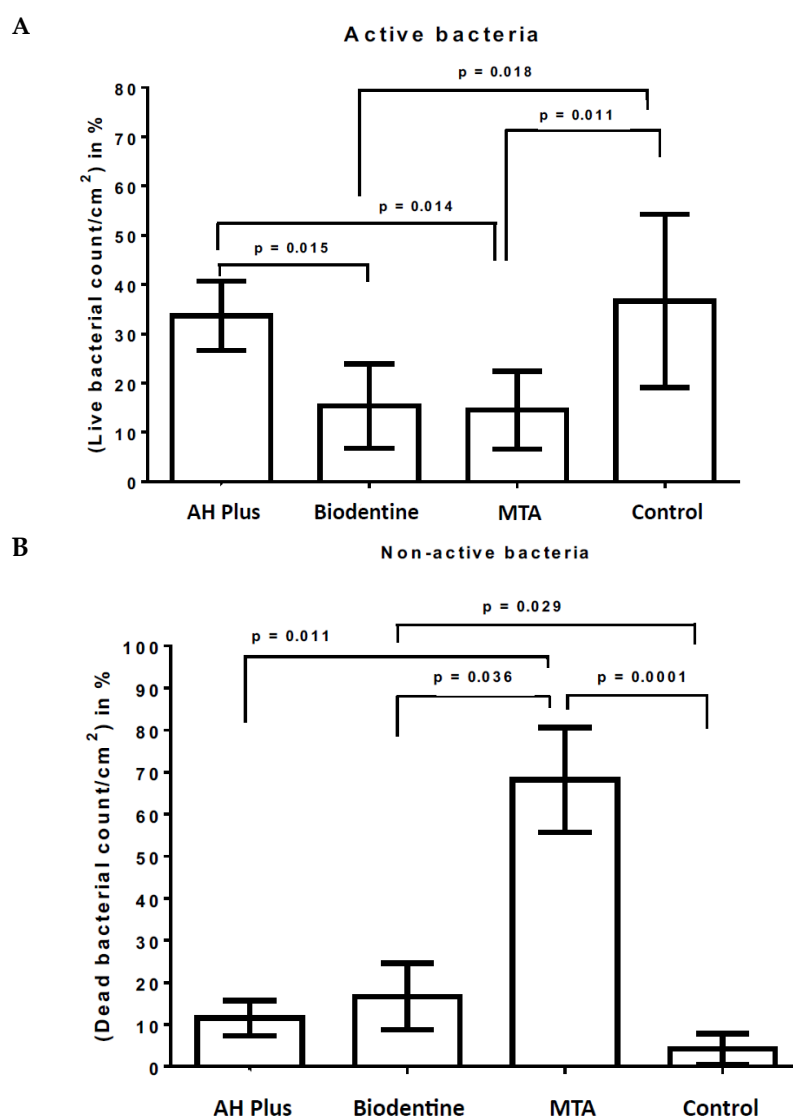 A
Active bacteria
(Live bacterial count/cm²) in %
80
70
60
50
40
30
20
10
0
p = 0.018
p = 0.011
p = 0.014
p = 0.015
AH Plus Biodentine MTA Control
B
Non-active bacteria
(Dead bacterial count/cm²) in %
100
90
80
70
60
50
40
30
20
10
0
p = 0.029
p = 0.011
p = 0.036 p = 0.0001
AH Plus Biodentine MTA Control